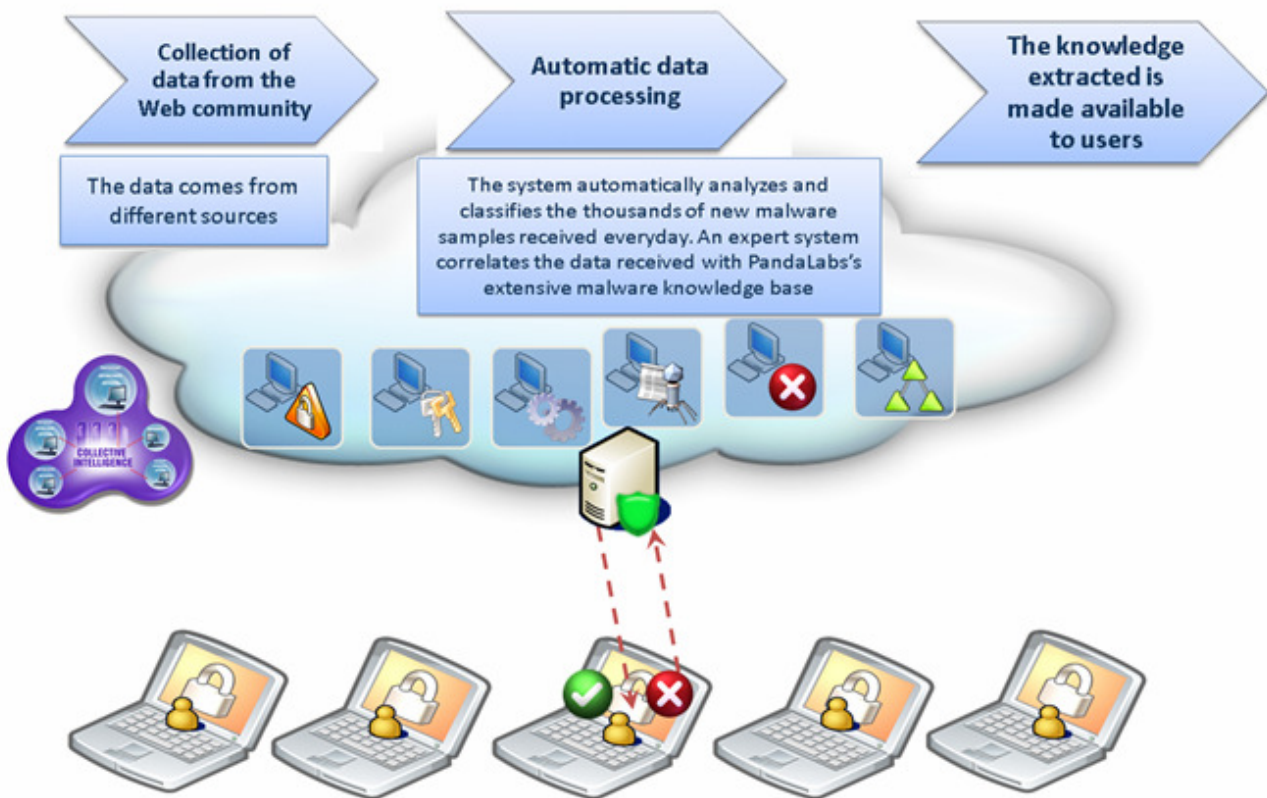 Collection of
data from the
Web community
The data comes from
different sources
Automatic data
processing
The system automatically analyzes and
classifies the thousands of new malware
samples received everyday. An expert system
correlates the data received with PandaLabs's
extensive malware knowledge base
The knowledge
extracted is
made available
to users
COLLECTIVE
INTELLIGENCE